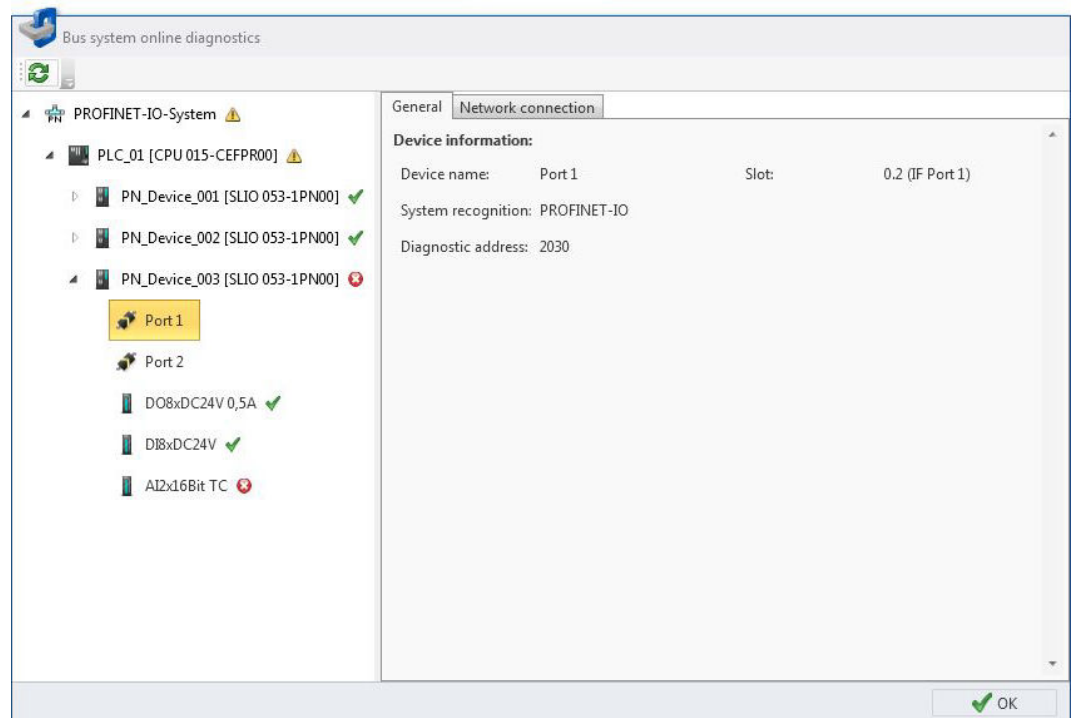 Bus system online diagnostics
PN PROFINET-IO-System
PLC_01 [CPU 015-CEFPR00]
PN_Device_001 [SLIO 053-1PN00]
PN_Device_002 [SLIO 053-1PN00]
PN_Device_003 [SLIO 053-1PN00]
Port 1
Port 2
DO8xDC24V 0,5A
DI8xDC24V
AI2x16Bit TC
General Network connection
Device information:
Device name: Port 1 Slot: 0.2 (IF Port 1)
System recognition: PROFINET-IO
Diagnostic address: 2030
OK